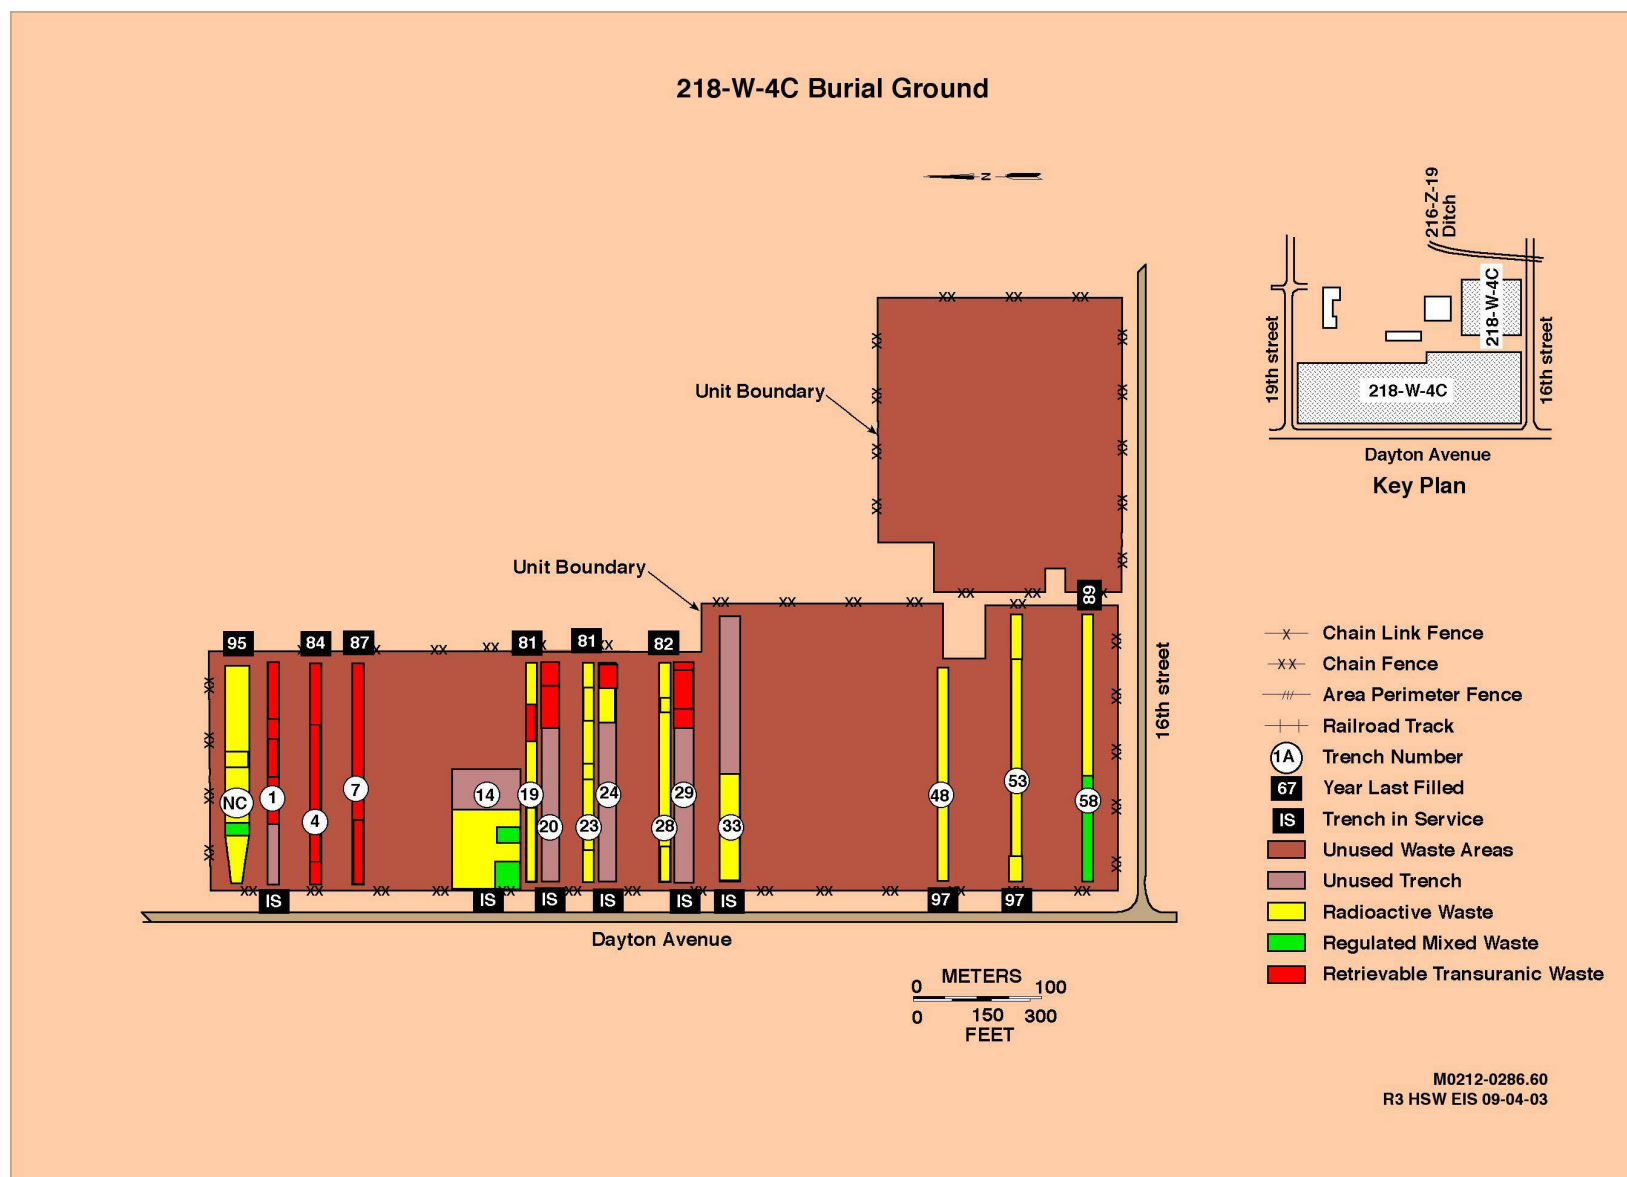 218-W-4C Burial Ground
N
216-Z-19
Ditch
218-W-4C
19th street
218-W-4C
16th street
Dayton Avenue
Key Plan
Unit Boundary
Unit Boundary
16th street
89
95
84
87
81
81
82
NC
1
4
7
14
19
20
23
24
28
29
33
48
53
58
IS
IS
IS
IS
IS
IS
97
97
Dayton Avenue
Chain Link Fence
Chain Fence
Area Perimeter Fence
Railroad Track
1A Trench Number
67 Year Last Filled
IS Trench in Service
Unused Waste Areas
Unused Trench
Radioactive Waste
Regulated Mixed Waste
Retrievable Transuranic Waste
METERS
0 100
0 150 300
FEET
M0212-0286.60
R3 HSW EIS 09-04-03